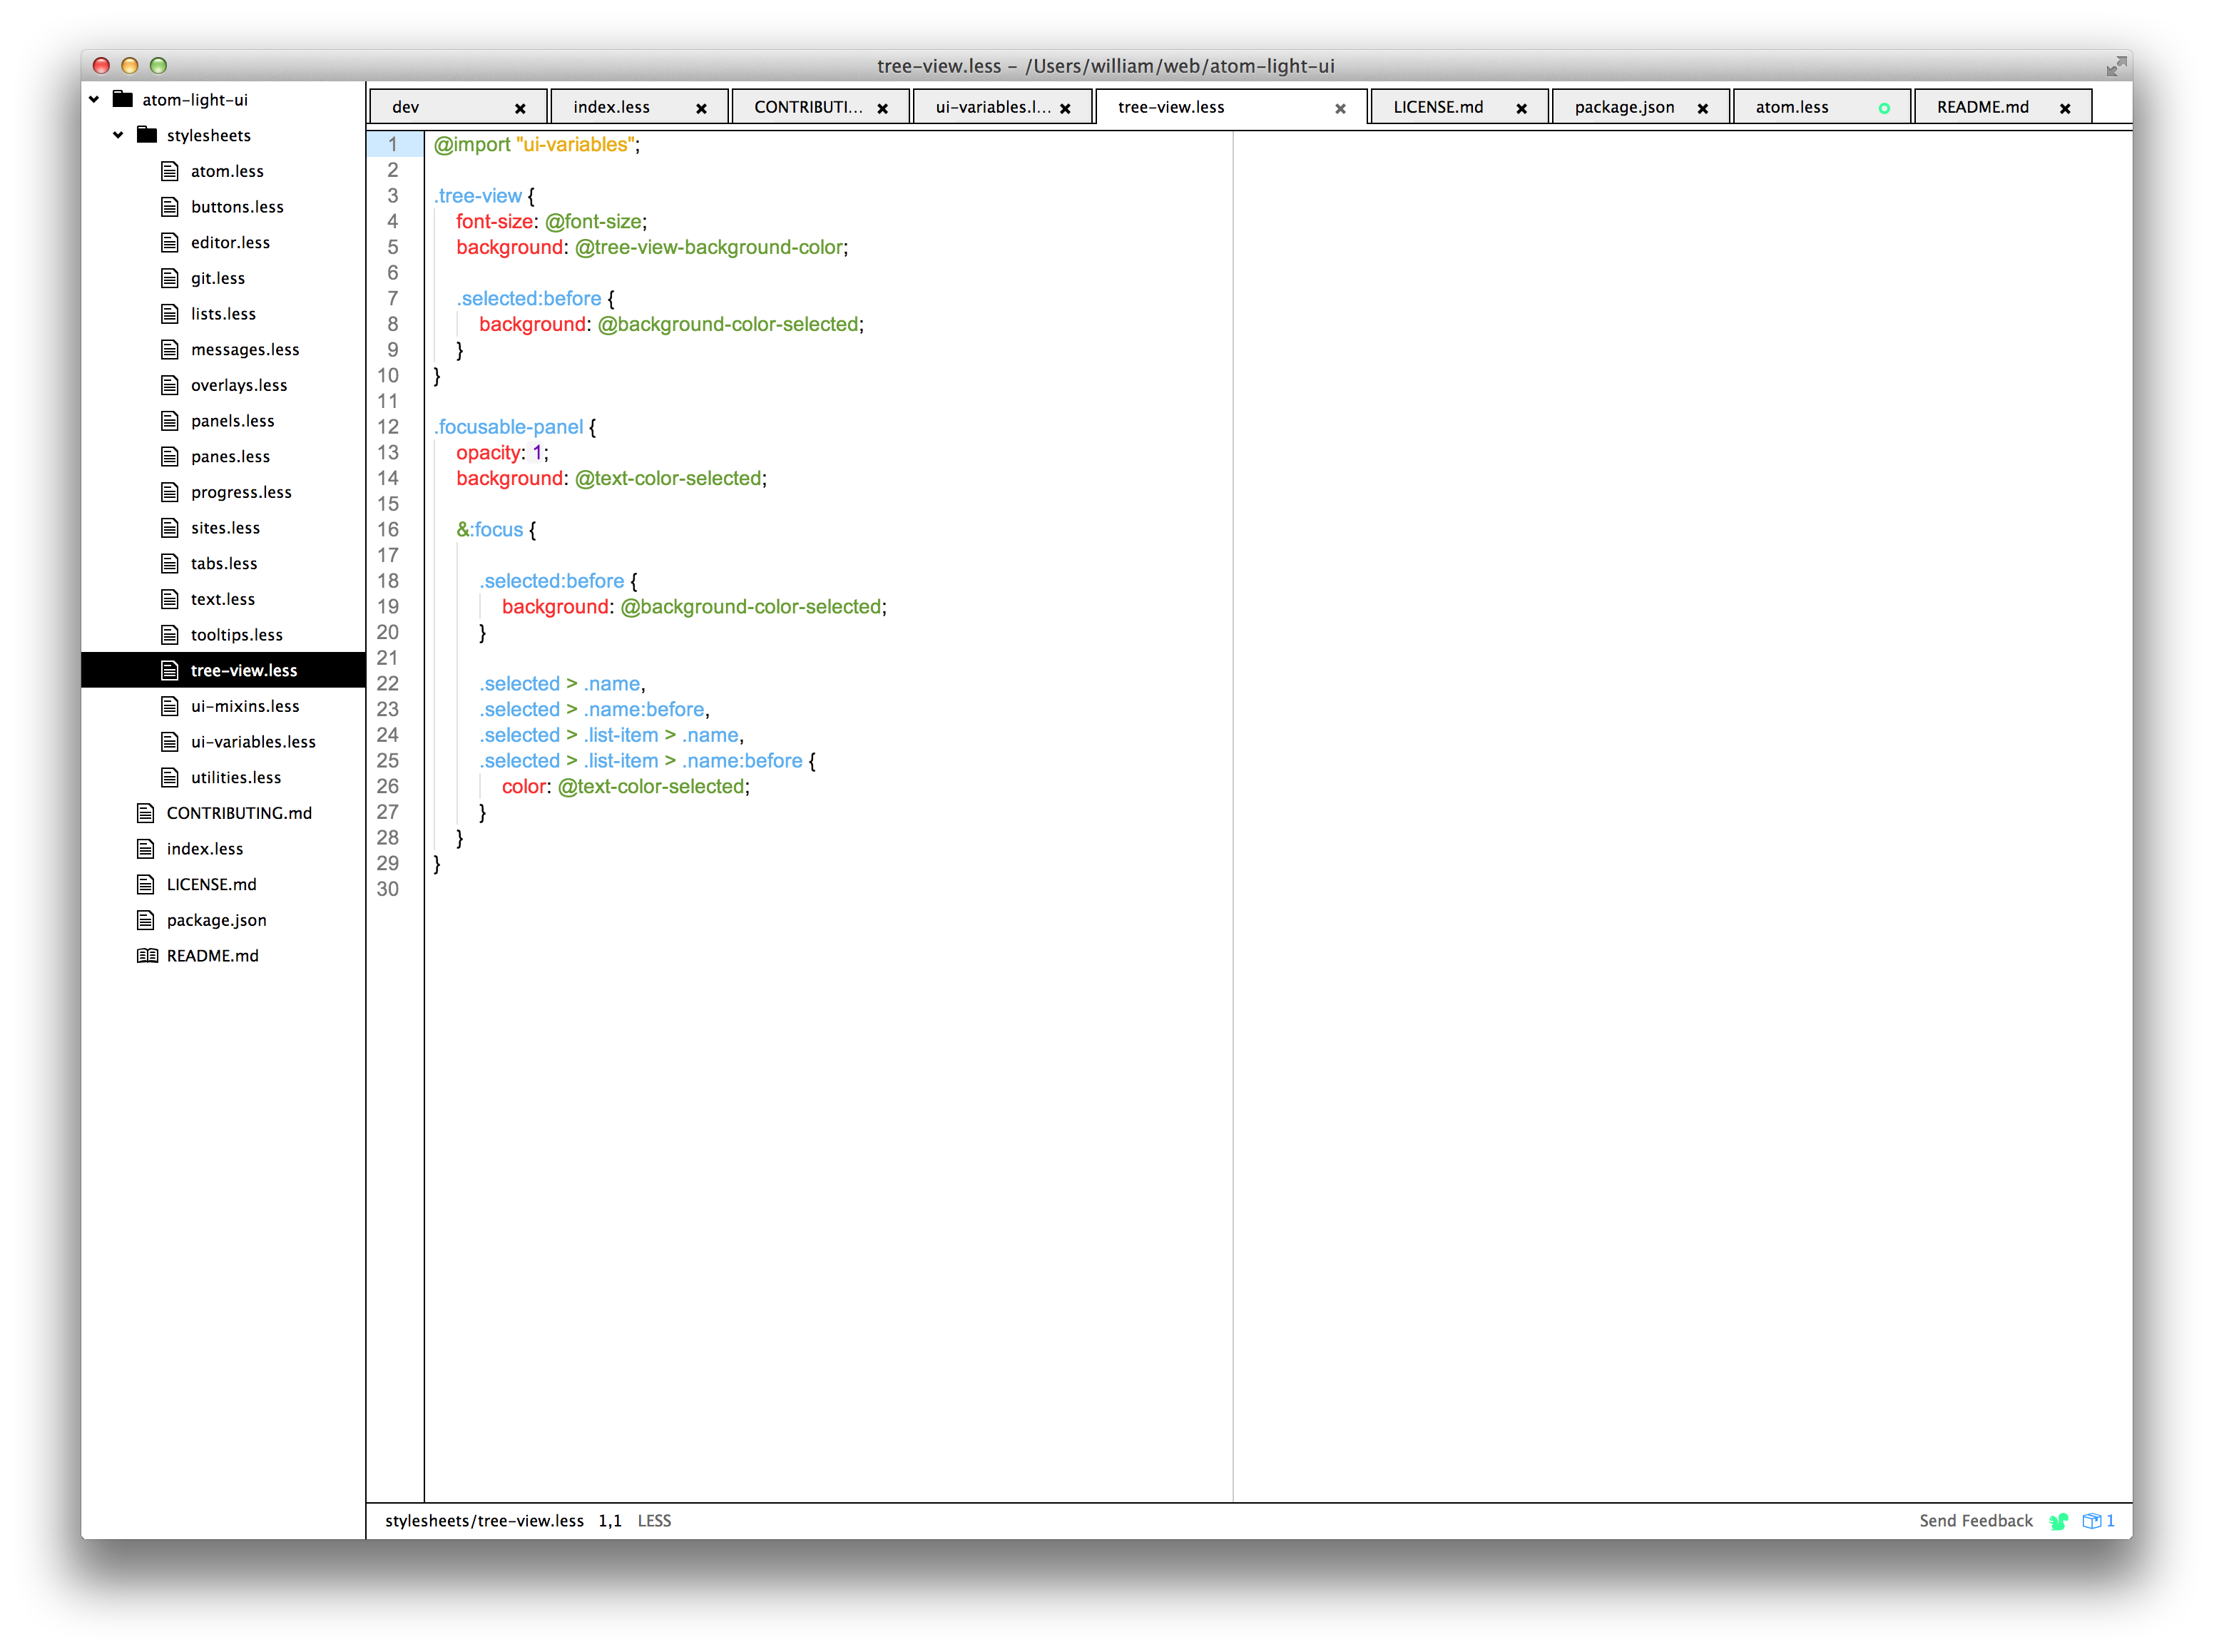 tree-view.less – /Users/william/web/atom-light-ui
atom-light-ui
stylesheets
atom.less
buttons.less
editor.less
git.less
lists.less
messages.less
overlays.less
panels.less
panes.less
progress.less
sites.less
tabs.less
text.less
tooltips.less
tree-view.less
ui-mixins.less
ui-variables.less
utilities.less
CONTRIBUTING.md
index.less
LICENSE.md
package.json
README.md
dev index.less CONTRIBUTI... ui-variables.l... tree-view.less LICENSE.md package.json atom.less README.md
1 @import "ui-variables";
2
3 .tree-view {
4 font-size: @font-size;
5 background: @tree-view-background-color;
6
7 .selected:before {
8 background: @background-color-selected;
9 }
10 }
11
12 .focusable-panel {
13 opacity: 1;
14 background: @text-color-selected;
15
16 &:focus {
17
18 .selected:before {
19 background: @background-color-selected;
20 }
21
22 .selected > .name,
23 .selected > .name:before,
24 .selected > .list-item > .name,
25 .selected > .list-item > .name:before {
26 color: @text-color-selected;
27 }
28 }
29 }
30
stylesheets/tree-view.less 1,1 LESS Send Feedback 1